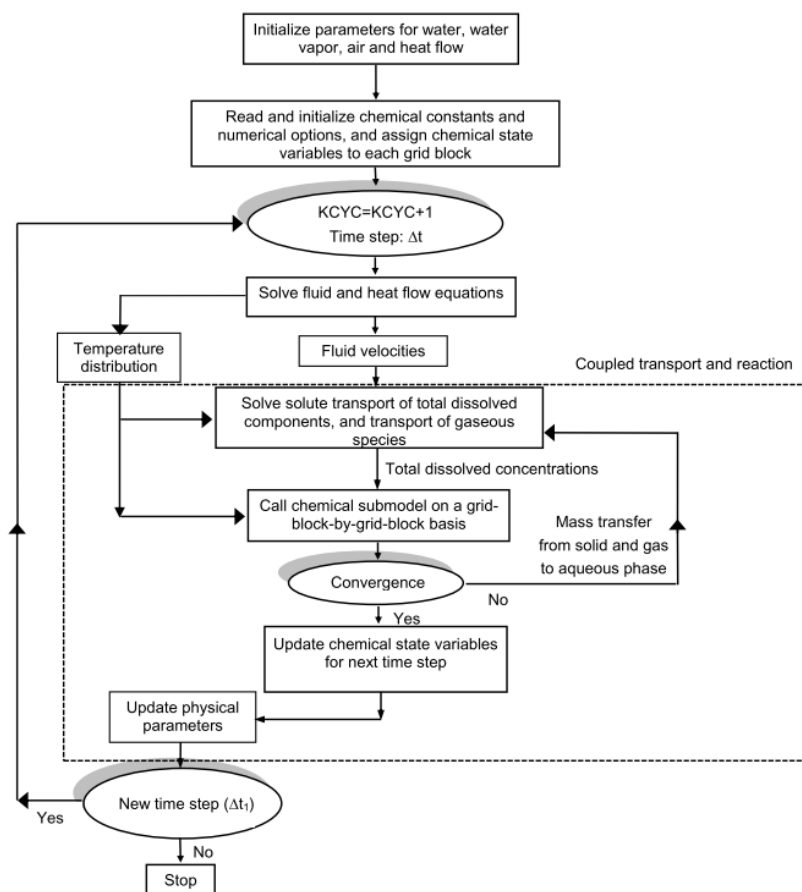 Initialize parameters for water, water
vapor, air and heat flow
Read and initialize chemical constants and
numerical options, and assign chemical state
variables to each grid block
KCYC=KCYC+1
Time step: Δt
Solve fluid and heat flow equations
Temperature
distribution
Fluid velocities
Coupled transport and reaction
Solve solute transport of total dissolved
components, and transport of gaseous
species
Total dissolved concentrations
Call chemical submodel on a grid-
block-by-grid-block basis
Mass transfer
from solid and gas
to aqueous phase
Convergence
No
Yes
Update chemical state variables
for next time step
Update physical
parameters
New time step (Δt₁)
Yes
No
Stop